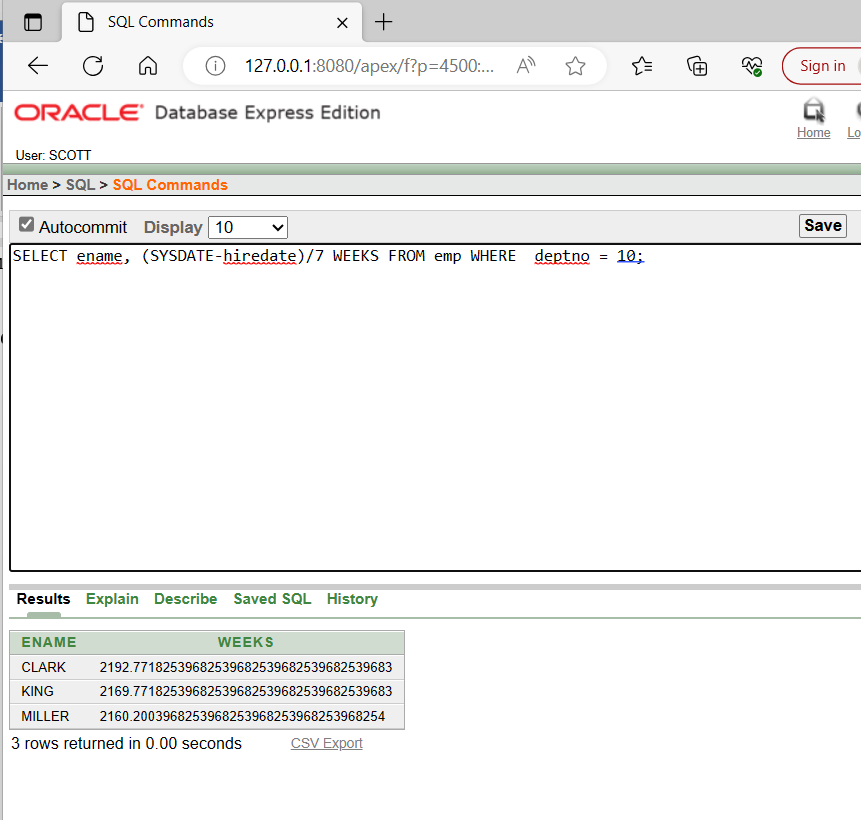 SQL Commands
127.0.0.1:8080/apex/f?p=4500:...
Sign in
ORACLE Database Express Edition
Home
User: SCOTT
Home > SQL > SQL Commands
Autocommit Display 10 Save
SELECT ename, (SYSDATE-hiredate)/7 WEEKS FROM emp WHERE  deptno = 10;
Results Explain Describe Saved SQL History
ENAME WEEKS
CLARK 2192.77182539682539682539682539682539683
KING 2169.77182539682539682539682539682539683
MILLER 2160.2003968253968253968253968253968254
3 rows returned in 0.00 seconds CSV Export